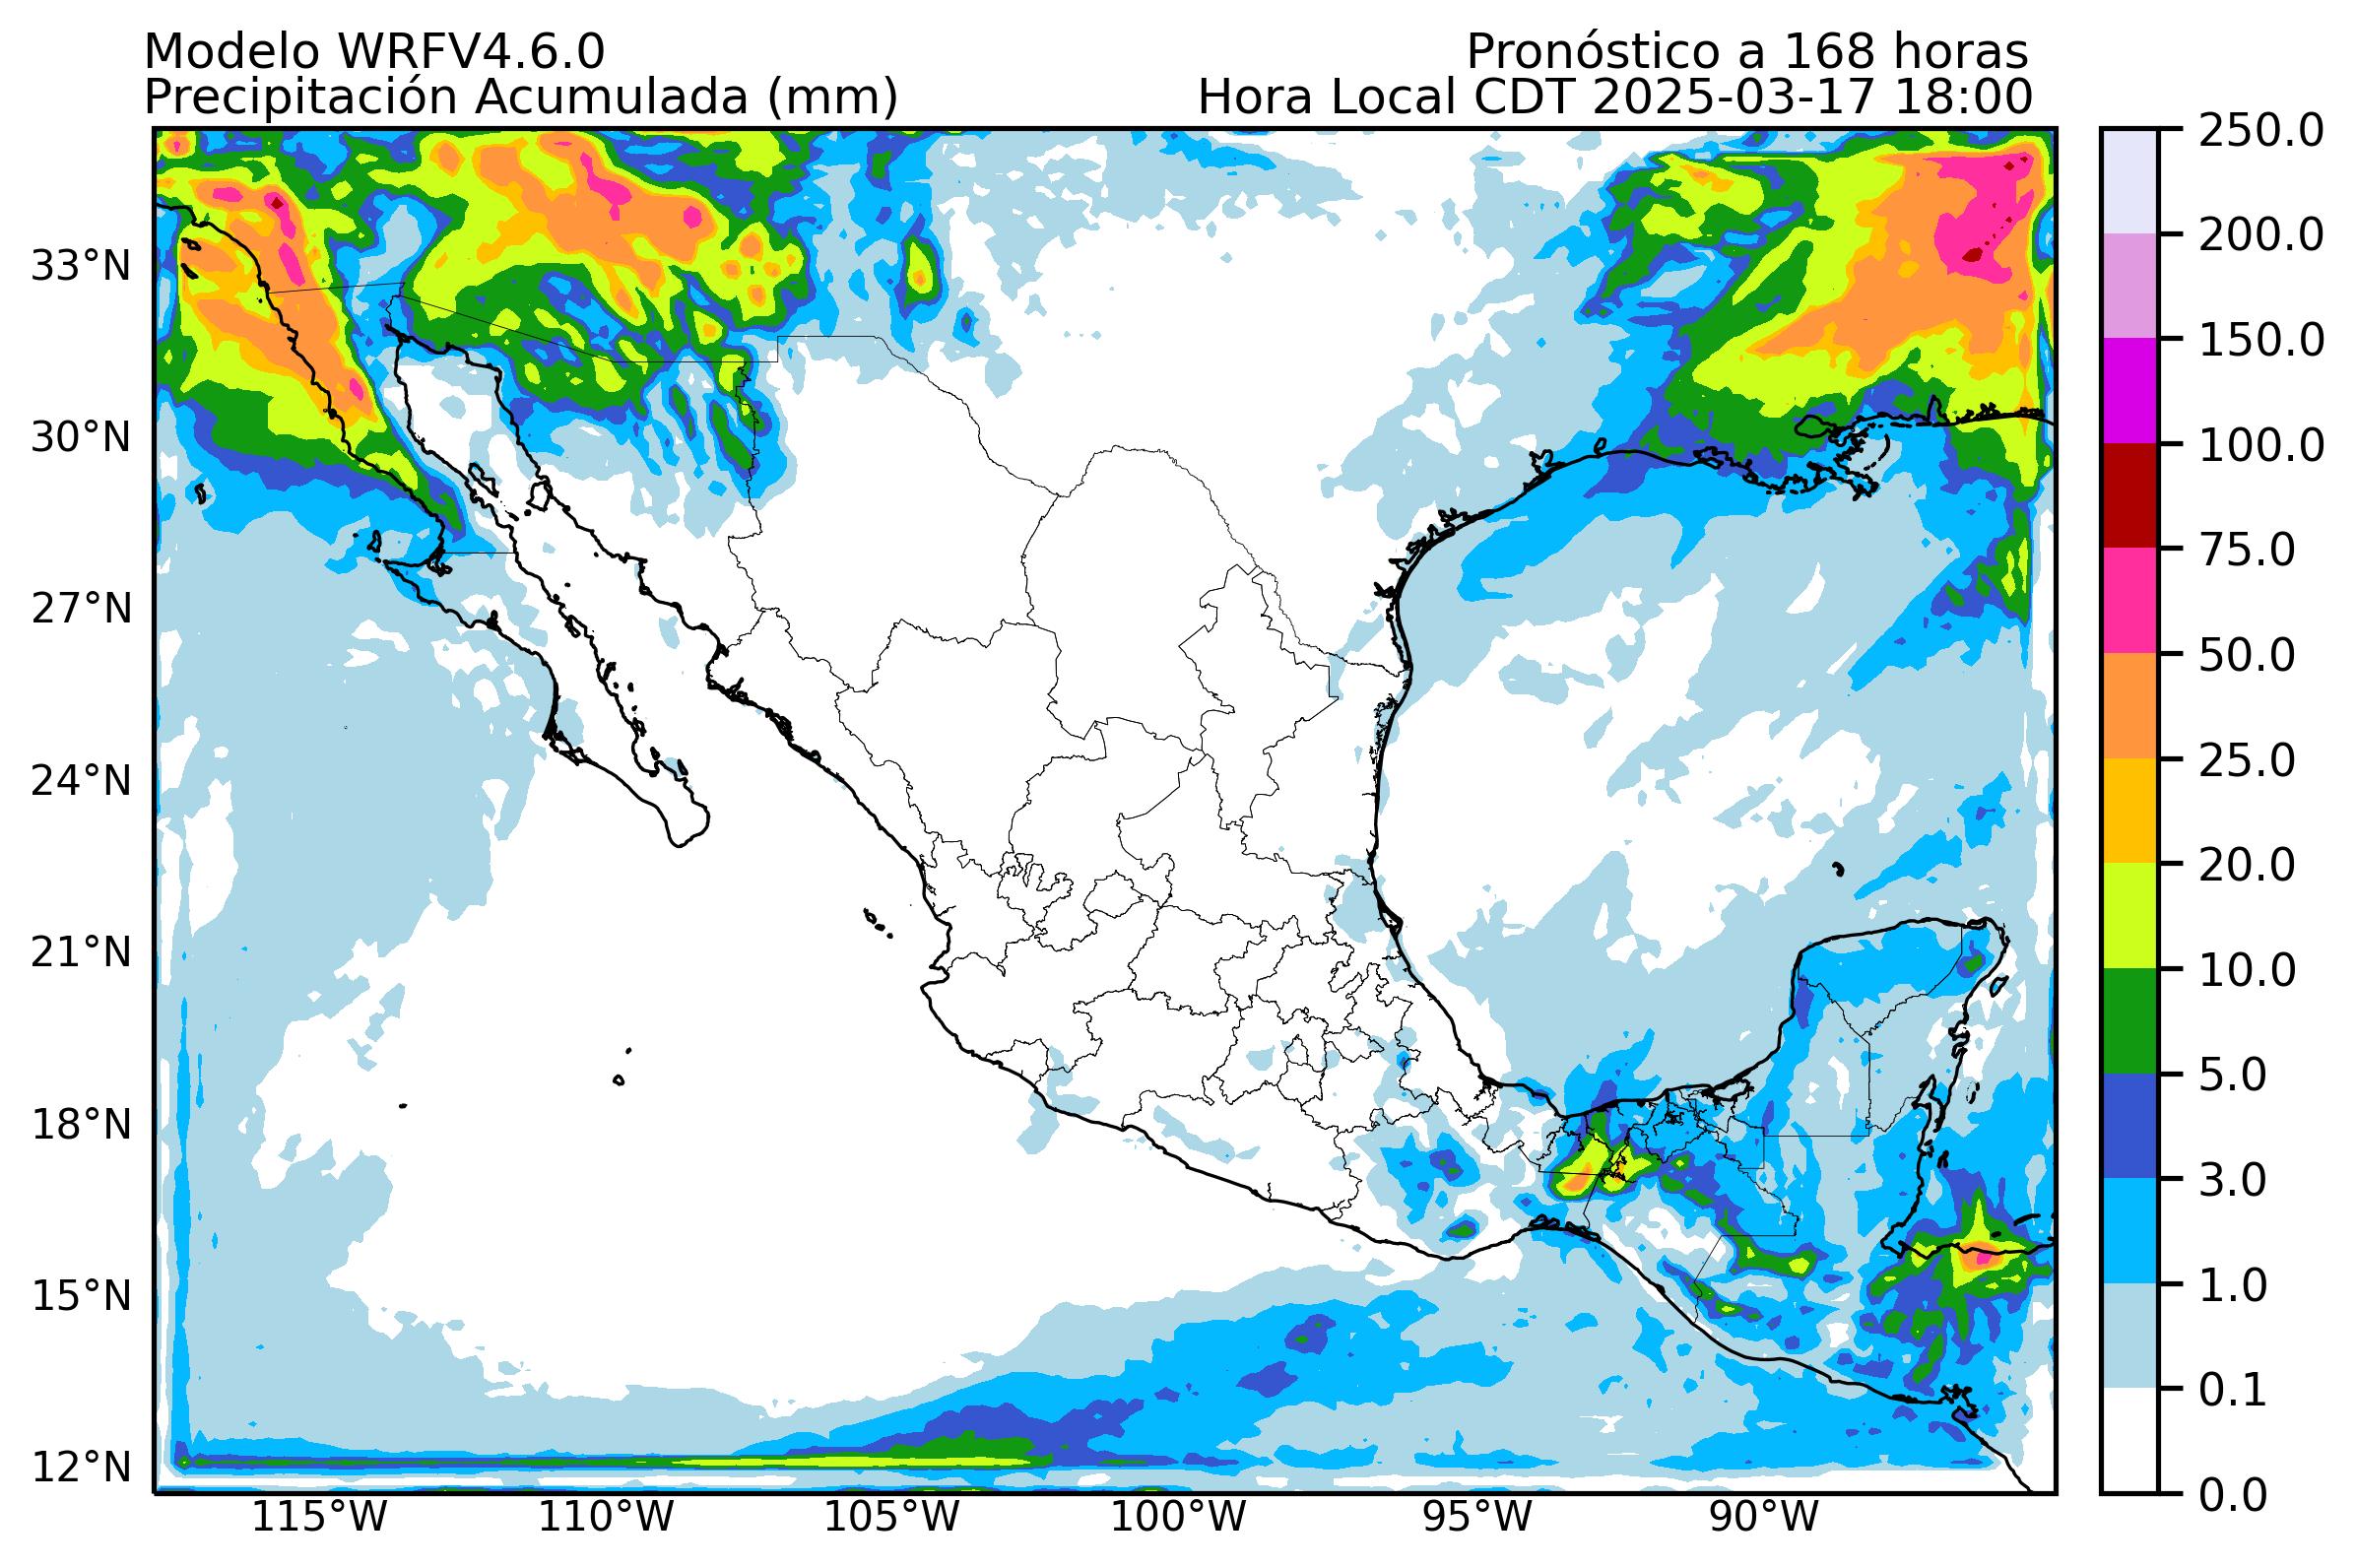 Modelo WRFV4.6.0
Pronóstico a 168 horas
Precipitación Acumulada (mm)
Hora Local CDT 2025-03-17 18:00
33°N
30°N
27°N
24°N
21°N
18°N
15°N
12°N
115°W
110°W
105°W
100°W
95°W
90°W
250.0
200.0
150.0
100.0
75.0
50.0
25.0
20.0
10.0
5.0
3.0
1.0
0.1
0.0